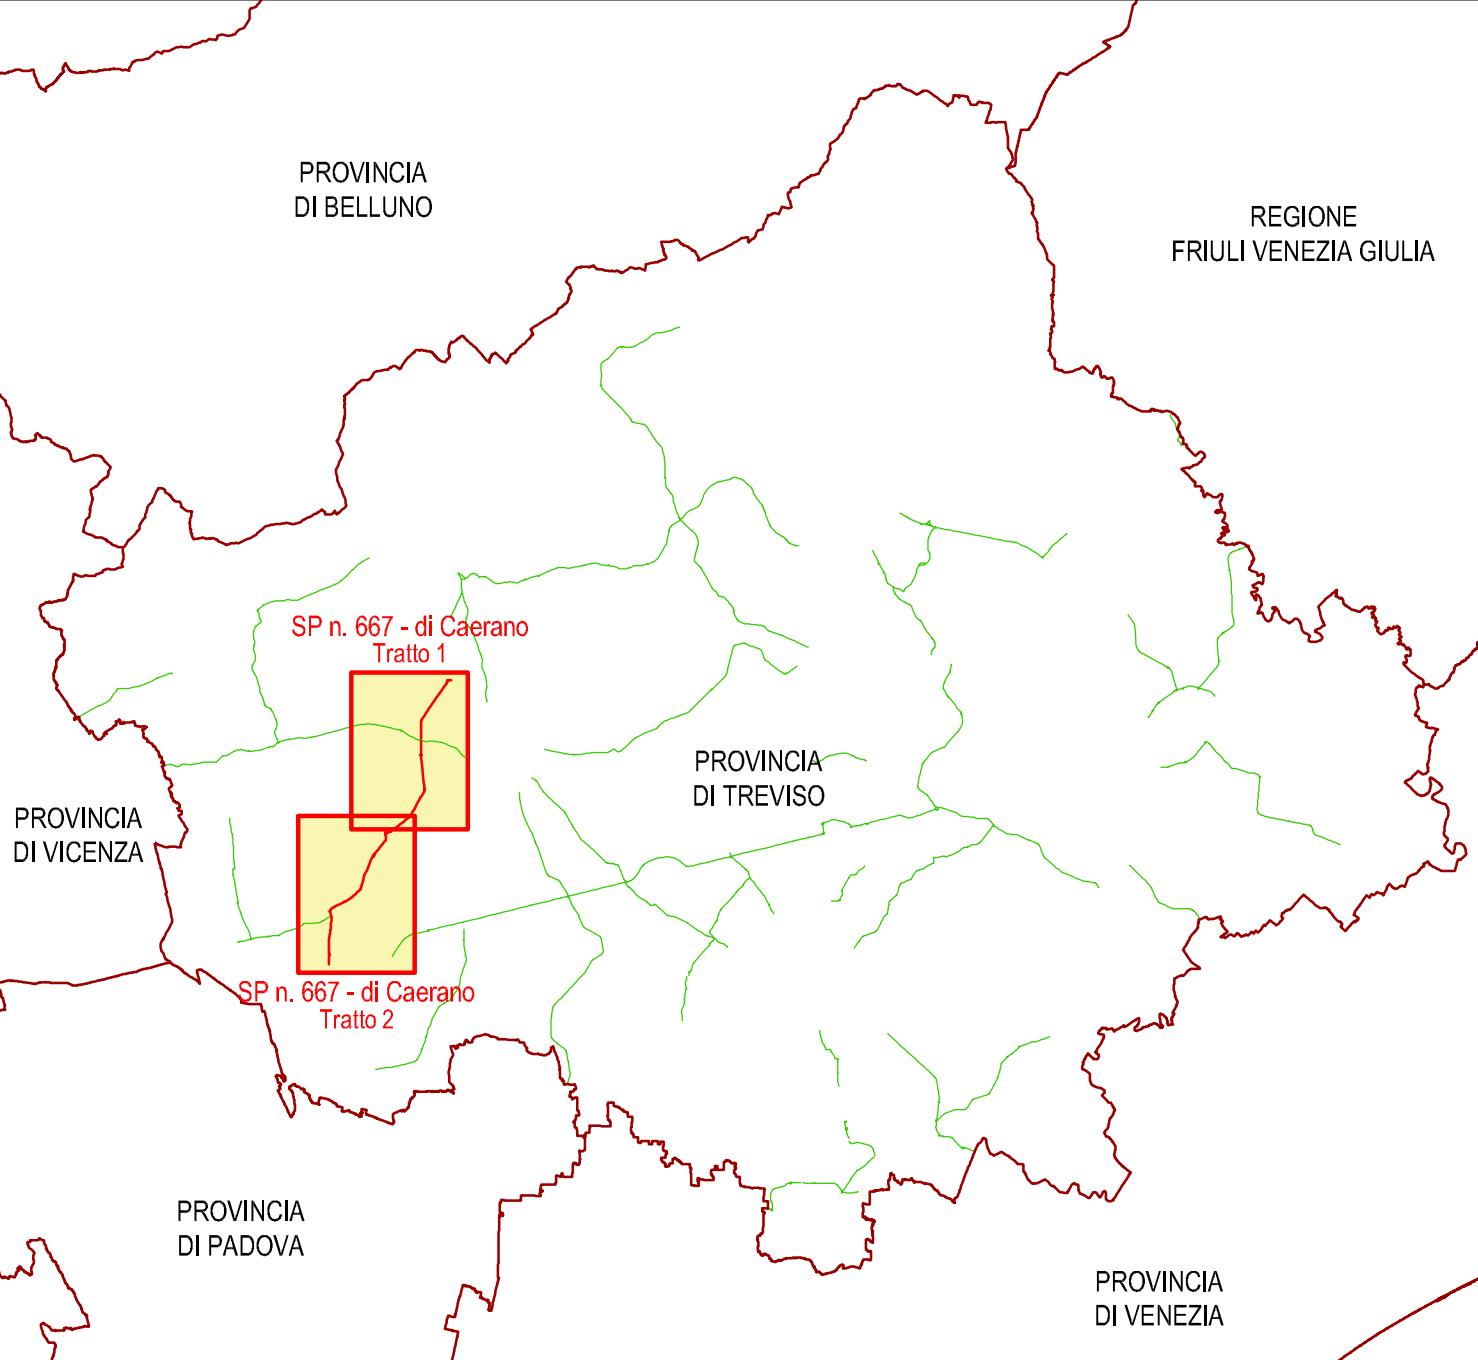 PROVINCIA
DI BELLUNO
REGIONE
FRIULI VENEZIA GIULIA
SP n. 667 - di Caerano
Tratto 1
PROVINCIA
DI TREVISO
PROVINCIA
DI VICENZA
SP n. 667 - di Caerano
Tratto 2
PROVINCIA
DI PADOVA
PROVINCIA
DI VENEZIA